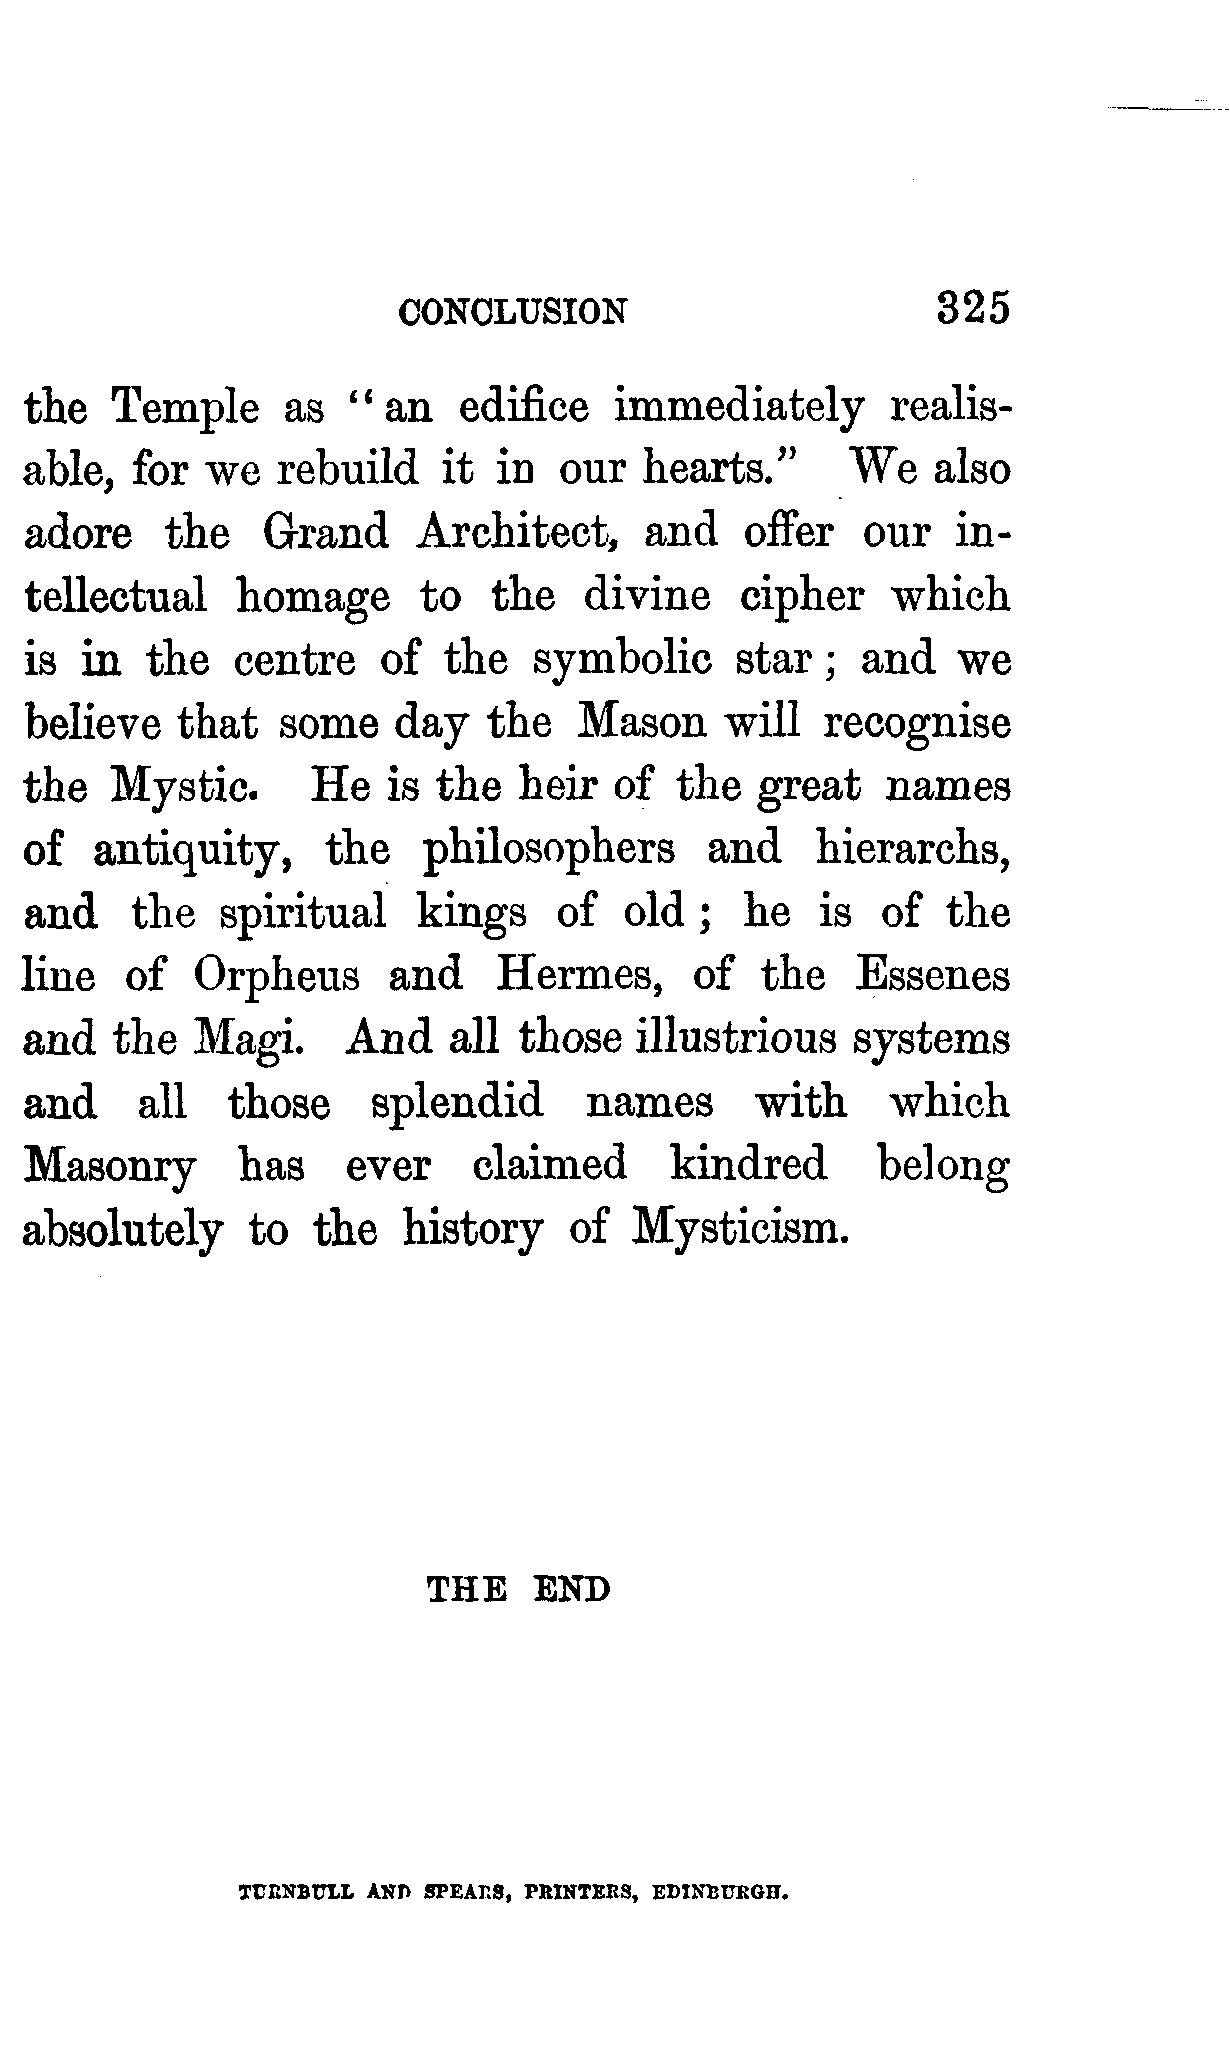 CONCLUSION 325
the Temple as "an edifice immediately realis-
able, for we rebuild it in our hearts." We also
adore the Grand Architect, and offer our in-
tellectual homage to the divine cipher which
is in the centre of the symbolic star; and we
believe that some day the Mason will recognise
the Mystic. He is the heir of the great names
of antiquity, the philosophers and hierarchs,
and the spiritual kings of old; he is of the
line of Orpheus and Hermes, of the Essenes
and the Magi. And all those illustrious systems
and all those splendid names with which
Masonry has ever claimed kindred belong
absolutely to the history of Mysticism.
THE END
TURNBULL AND SPEARS, PRINTERS, EDINBURGH.